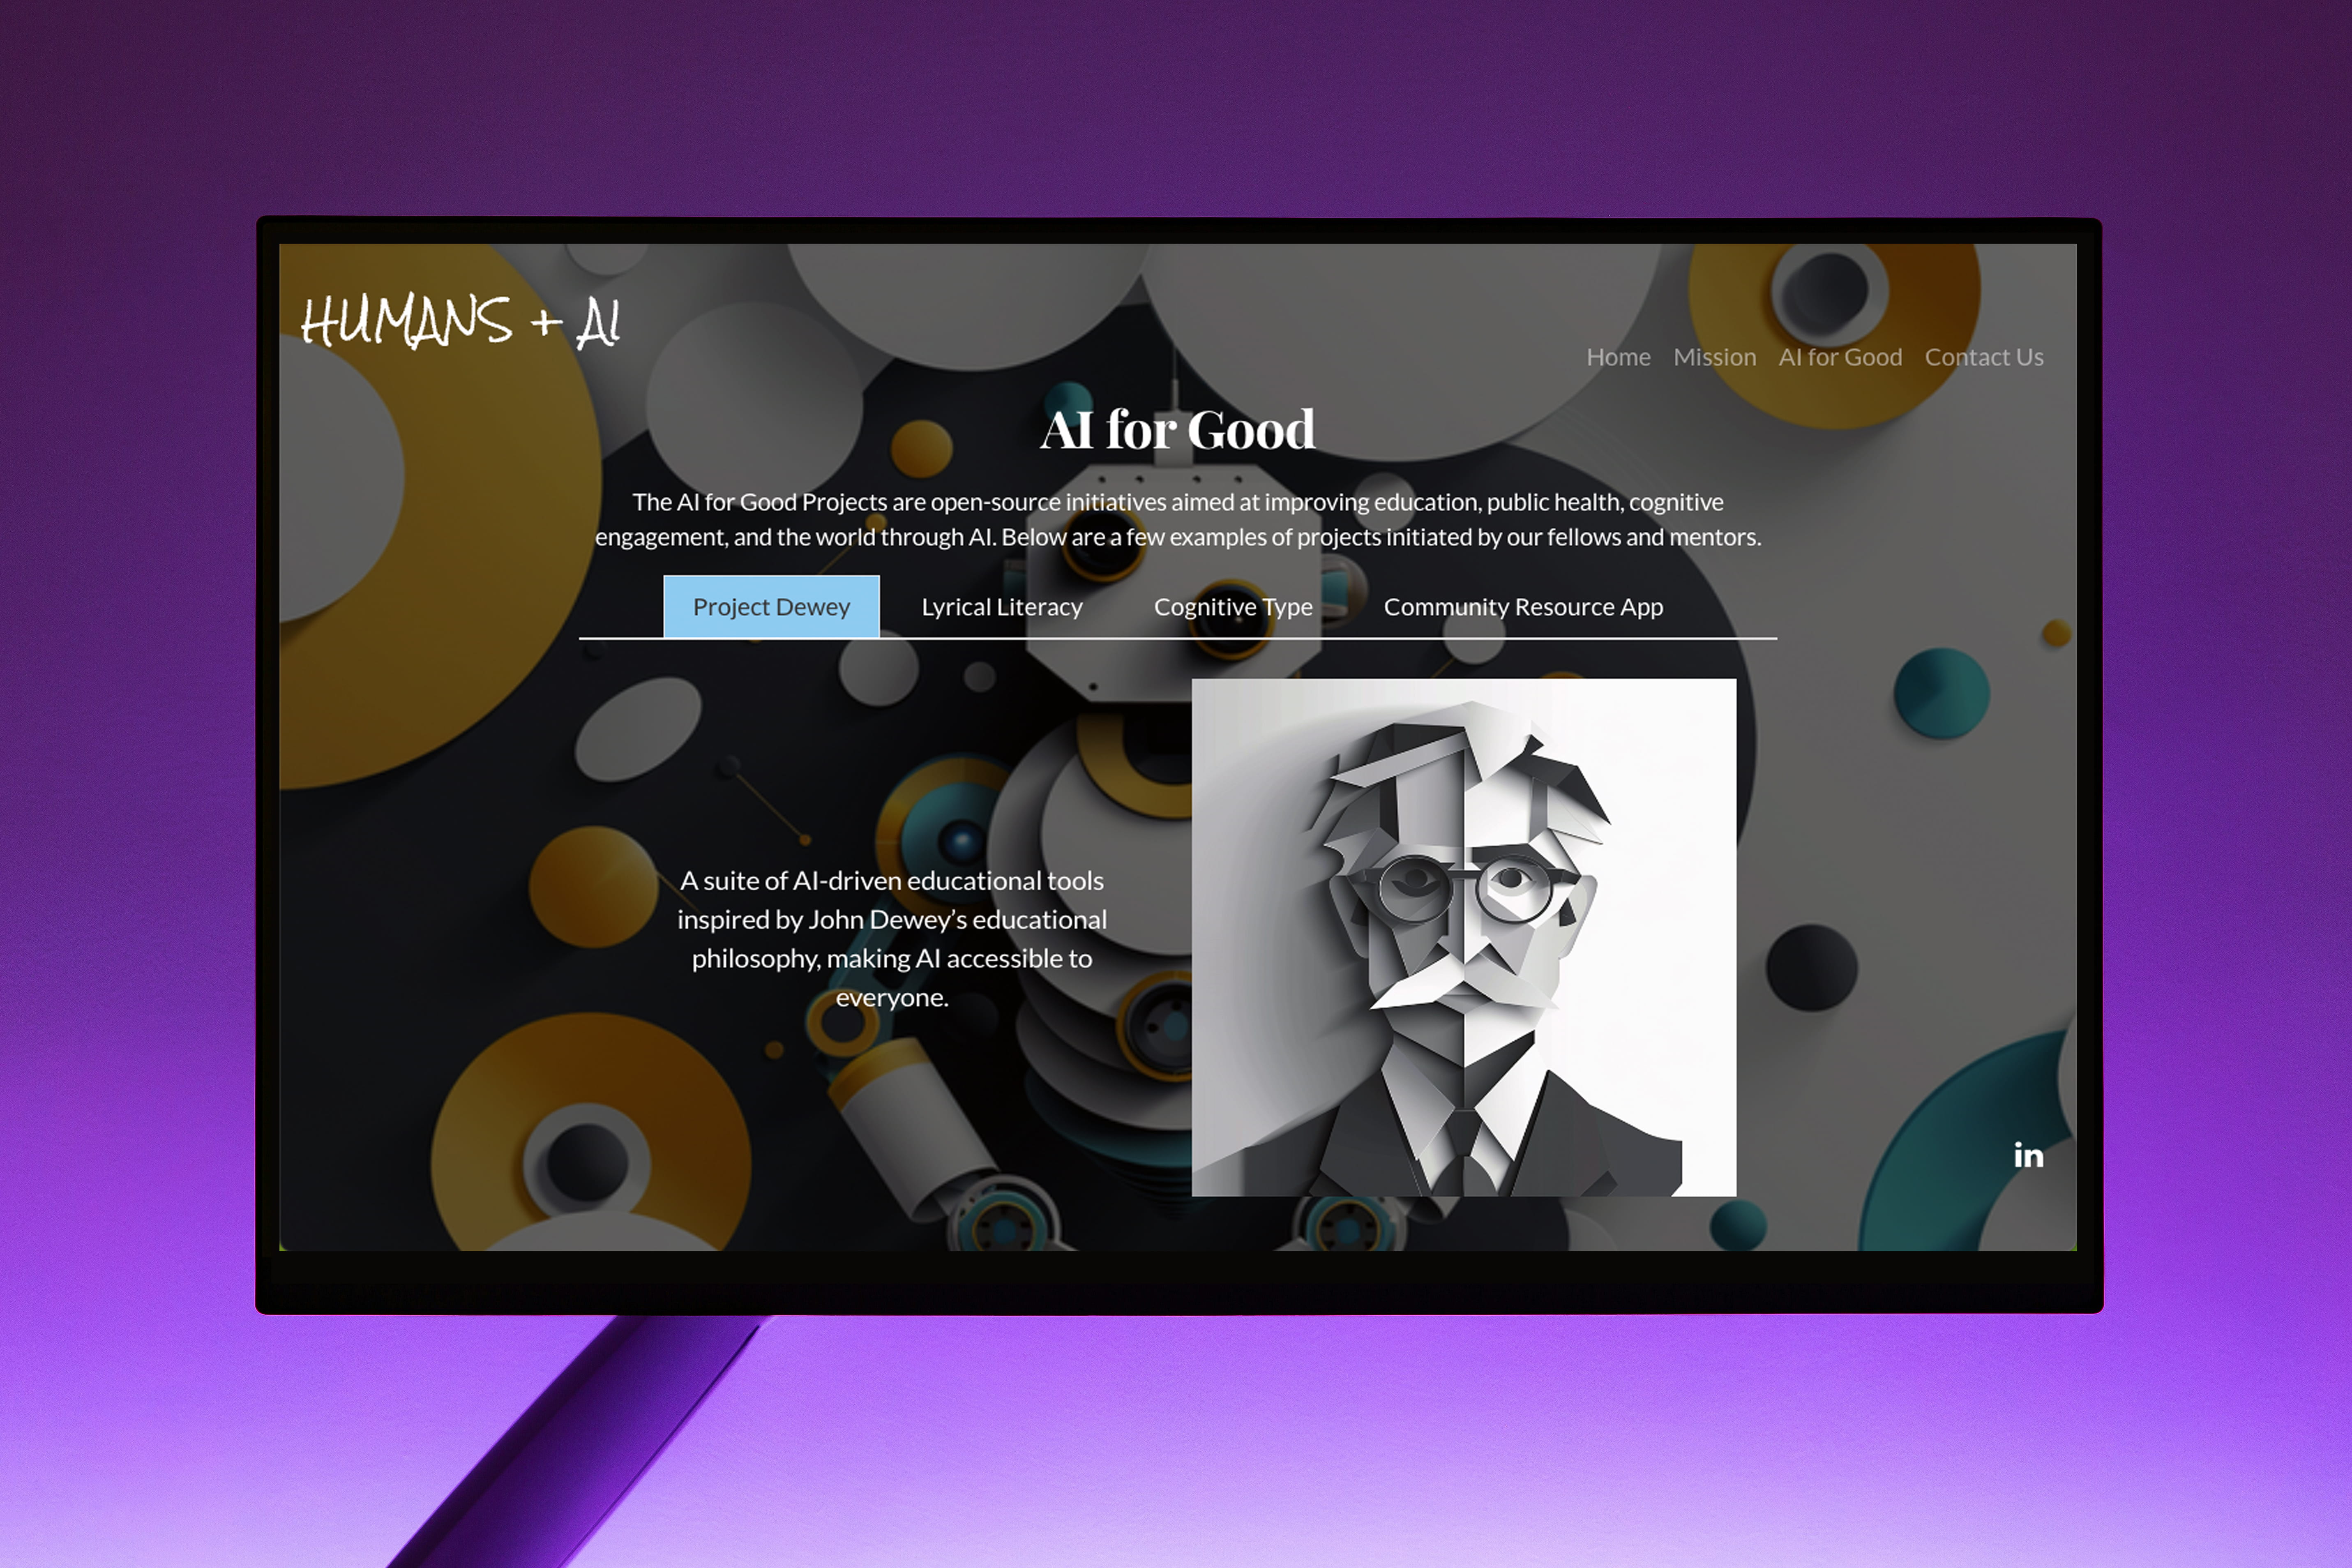 HUMANS + AI
Home Mission AI for Good Contact Us
AI for Good
The AI for Good Projects are open-source initiatives aimed at improving education, public health, cognitive
engagement, and the world through AI. Below are a few examples of projects initiated by our fellows and mentors.
Project Dewey Lyrical Literacy Cognitive Type Community Resource App
A suite of AI-driven educational tools
inspired by John Dewey’s educational
philosophy, making AI accessible to
everyone.
in